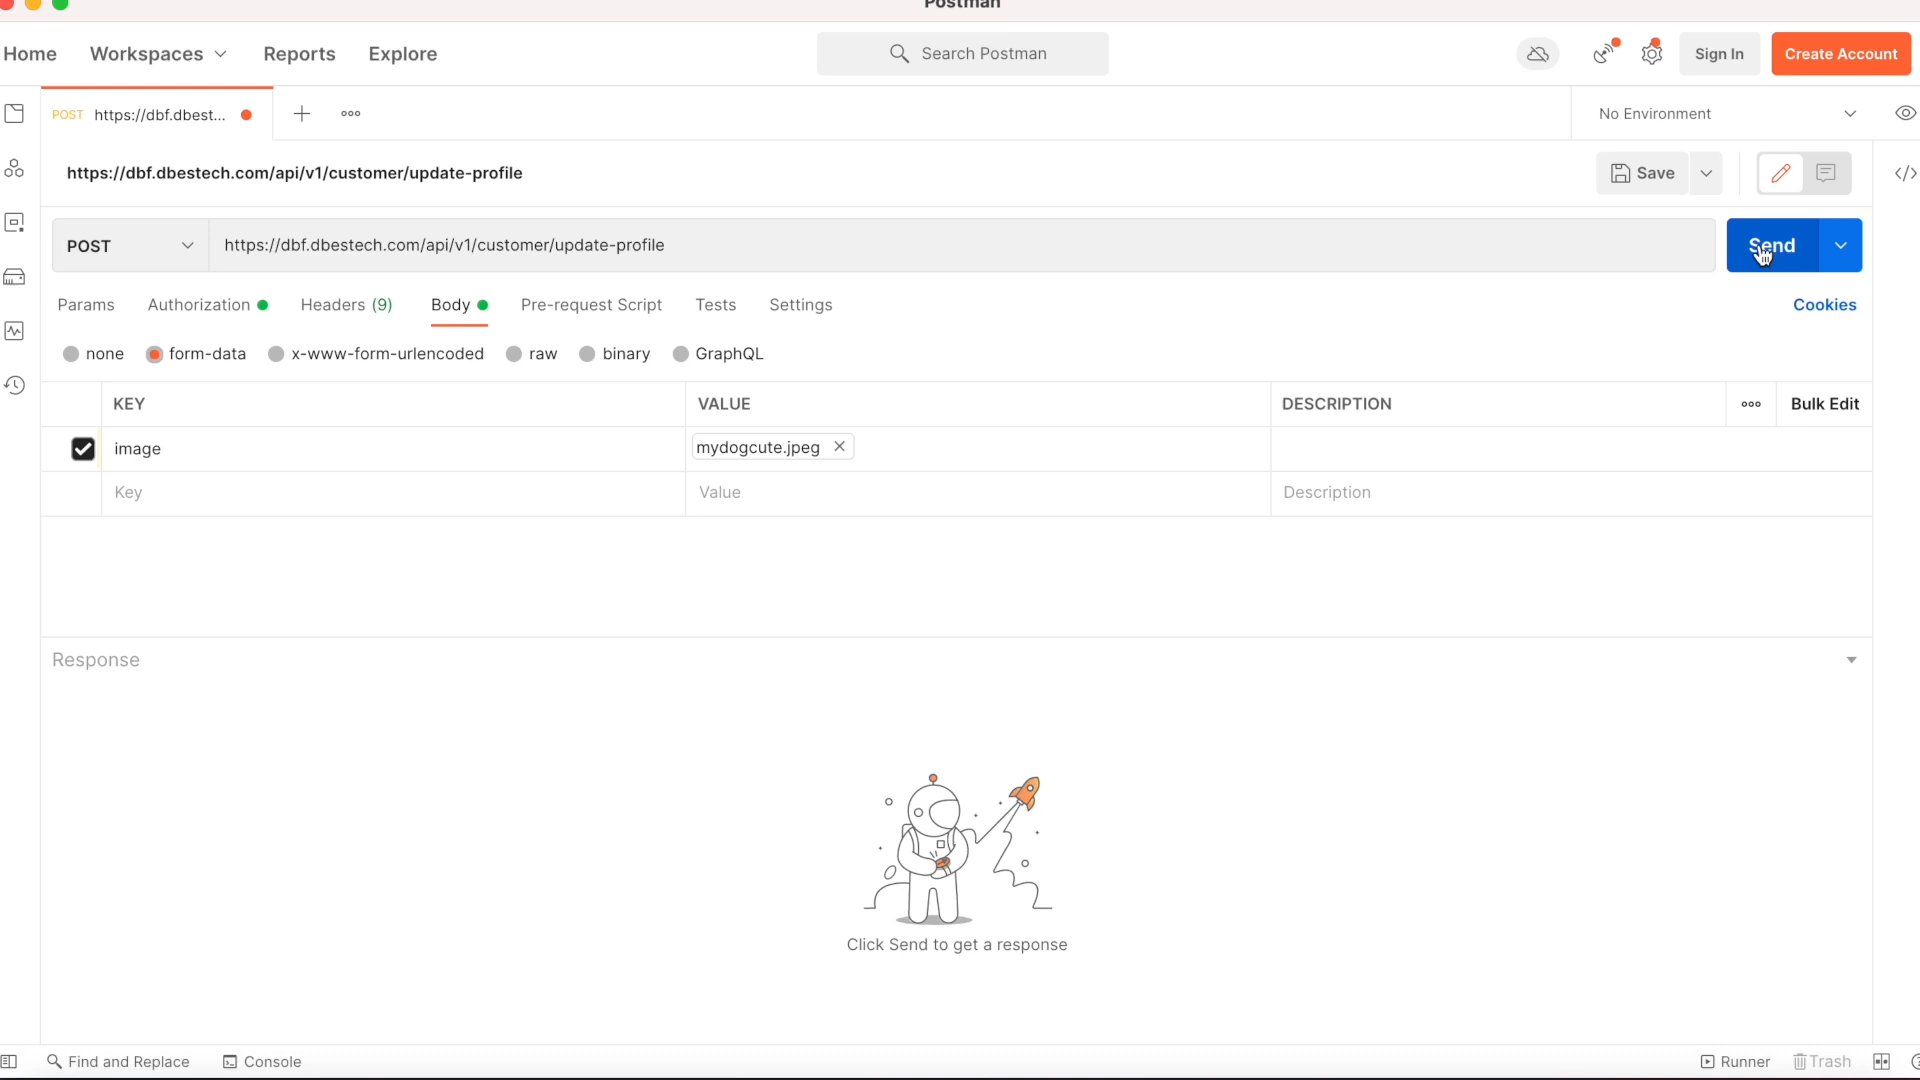 Postman
Home Workspaces Reports Explore Search Postman Sign In Create Account
POST https://dbf.dbest... No Environment
https://dbf.dbestech.com/api/v1/customer/update-profile Save
POST https://dbf.dbestech.com/api/v1/customer/update-profile Send
Params Authorization Headers (9) Body Pre-request Script Tests Settings Cookies
none form-data x-www-form-urlencoded raw binary GraphQL
KEY VALUE DESCRIPTION Bulk Edit
image mydogcute.jpeg
Key Value Description
Response
Click Send to get a response
Find and Replace Console Runner Trash